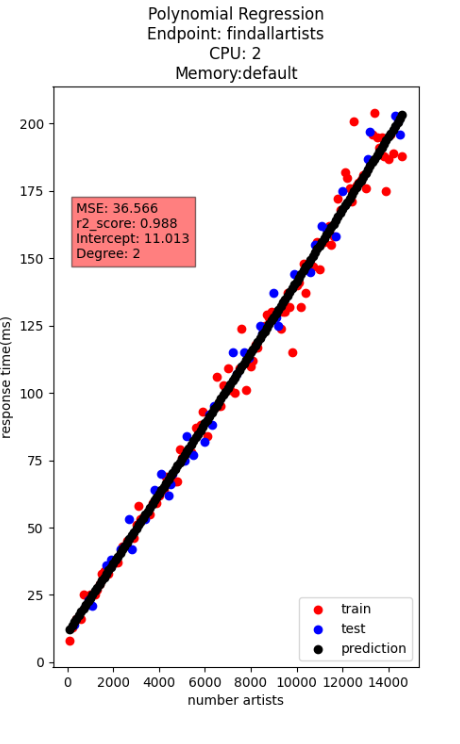 Polynomial Regression
Endpoint: findallartists
CPU: 2
Memory:default
200
175
150
125
100
75
50
25
0
response time(ms)
MSE: 36.566
r2_score: 0.988
Intercept: 11.013
Degree: 2
train
test
prediction
0 2000 4000 6000 8000 10000 12000 14000
number artists